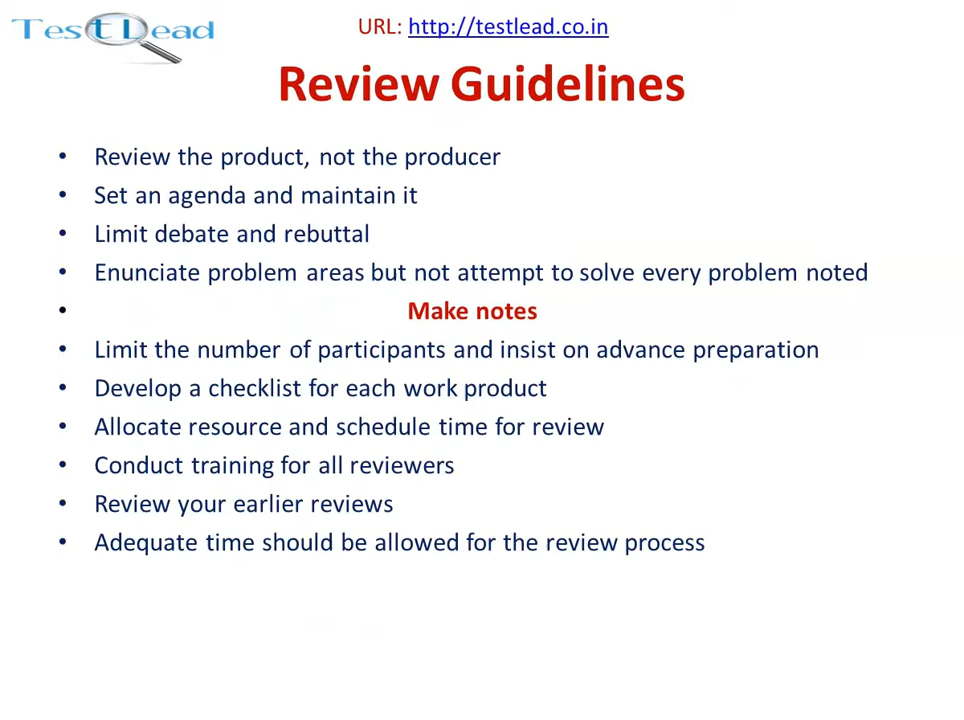 Test Lead
URL: http://testlead.co.in
Review Guidelines
• Review the product, not the producer
• Set an agenda and maintain it
• Limit debate and rebuttal
• Enunciate problem areas but not attempt to solve every problem noted
• Make notes
• Limit the number of participants and insist on advance preparation
• Develop a checklist for each work product
• Allocate resource and schedule time for review
• Conduct training for all reviewers
• Review your earlier reviews
• Adequate time should be allowed for the review process